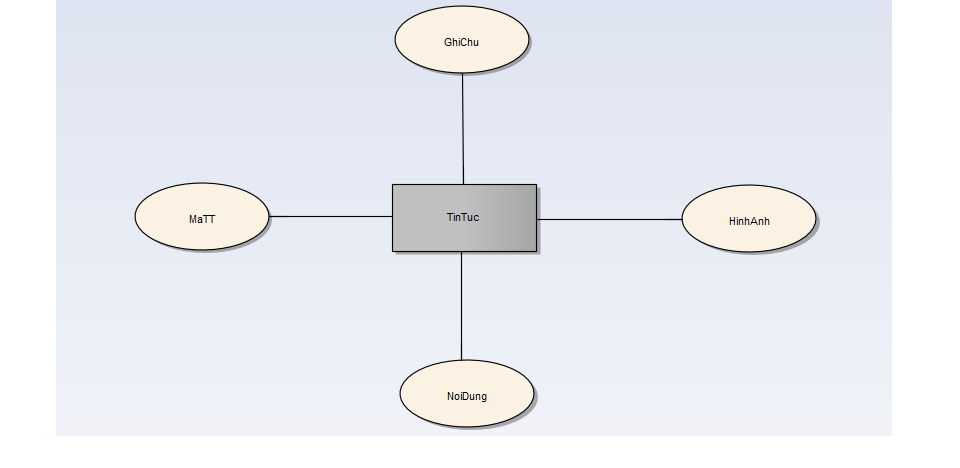 GhiChu
MaTT
TinTuc
HinhAnh
NoiDung